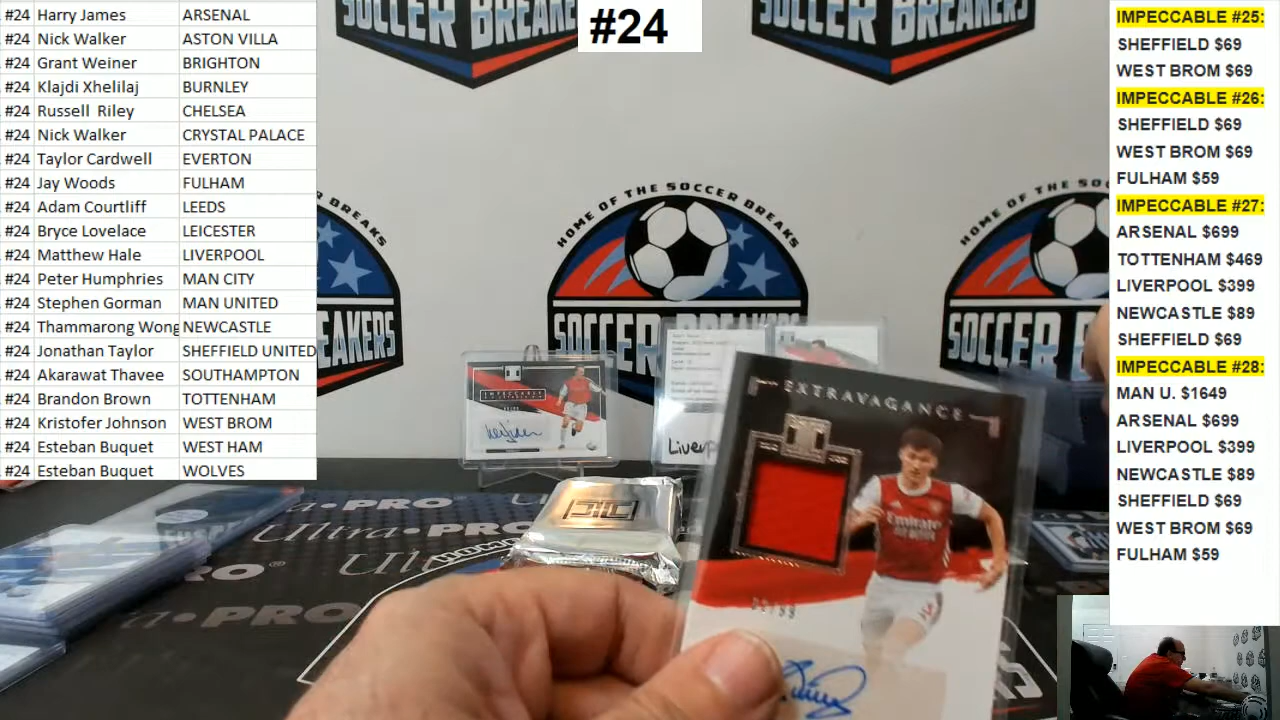 #24 Harry James ARSENAL
#24 Nick Walker ASTON VILLA
#24 Grant Weiner BRIGHTON
#24 Klajdi Xhelilaj BURNLEY
#24 Russell Riley CHELSEA
#24 Nick Walker CRYSTAL PALACE
#24 Taylor Cardwell EVERTON
#24 Jay Woods FULHAM
#24 Adam Courtliff LEEDS
#24 Bryce Lovelace LEICESTER
#24 Matthew Hale LIVERPOOL
#24 Peter Humphries MAN CITY
#24 Stephen Gorman MAN UNITED
#24 Thammarong Wong NEWCASTLE
#24 Jonathan Taylor SHEFFIELD UNITED
#24 Akarawat Thavee SOUTHAMPTON
#24 Brandon Brown TOTTENHAM
#24 Kristofer Johnson WEST BROM
#24 Esteban Buquet WEST HAM
#24 Esteban Buquet WOLVES
#24
SOCCER BREAKERS
HOME OF THE SOCCER BREAKS
SOCCER BREAKERS
IMPECCABLE
Liverp
EXTRAVAGANCE
Emirates
Ultra PRO
IMPECCABLE #25:
SHEFFIELD $69
WEST BROM $69
IMPECCABLE #26:
SHEFFIELD $69
WEST BROM $69
FULHAM $59
IMPECCABLE #27:
ARSENAL $699
TOTTENHAM $469
LIVERPOOL $399
NEWCASTLE $89
SHEFFIELD $69
IMPECCABLE #28:
MAN U. $1649
ARSENAL $699
LIVERPOOL $399
NEWCASTLE $89
SHEFFIELD $69
WEST BROM $69
FULHAM $59